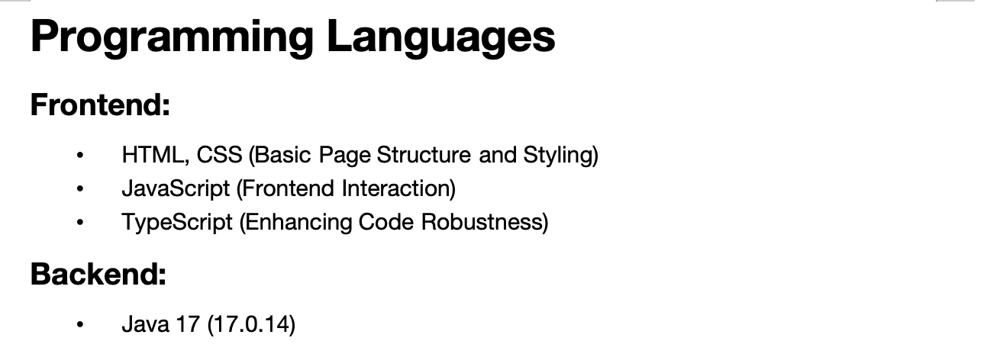 Programming Languages
Frontend:
• HTML, CSS (Basic Page Structure and Styling)
• JavaScript (Frontend Interaction)
• TypeScript (Enhancing Code Robustness)
Backend:
• Java 17 (17.0.14)